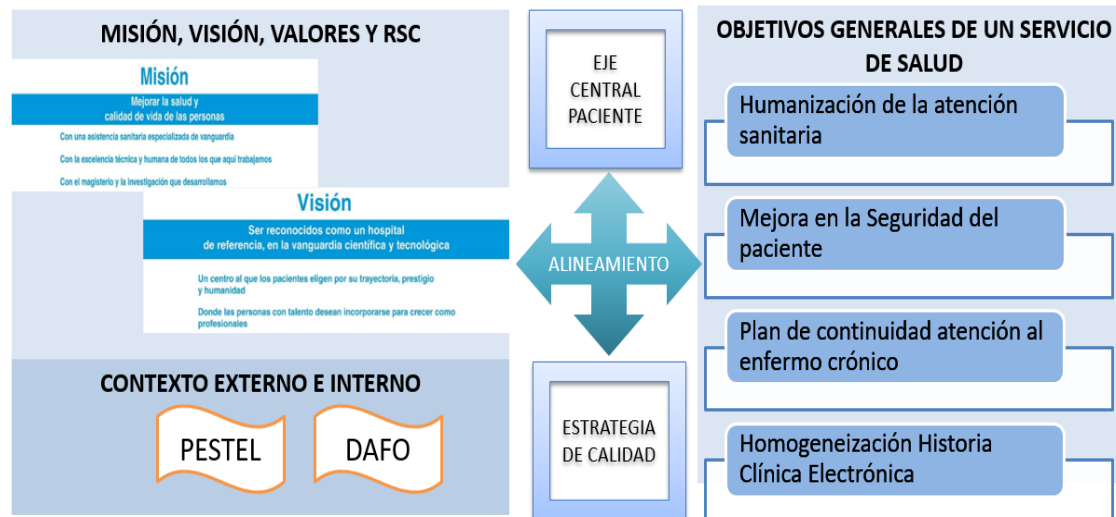 MISIÓN, VISIÓN, VALORES Y RSC
Misión
Mejorar la salud y
calidad de vida de las personas
Con una asistencia sanitaria especializada de vanguardia
Con la excelencia técnica y humana de todos los que aquí trabajamos
Con el magisterio y la investigación que desarrollamos
Visión
Ser reconocidos como un hospital
de referencia, en la vanguardia científica y tecnológica
Un centro al que los pacientes eligen por su trayectoria, prestigio
y humanidad
Donde las personas con talento desean incorporarse para crecer como
profesionales
CONTEXTO EXTERNO E INTERNO
PESTEL
DAFO
EJE
CENTRAL
PACIENTE
ALINEAMIENTO
ESTRATEGIA
DE CALIDAD
OBJETIVOS GENERALES DE UN SERVICIO
DE SALUD
Humanización de la atención
sanitaria
Mejora en la Seguridad del
paciente
Plan de continuidad atención al
enfermo crónico
Homogeneización Historia
Clínica Electrónica